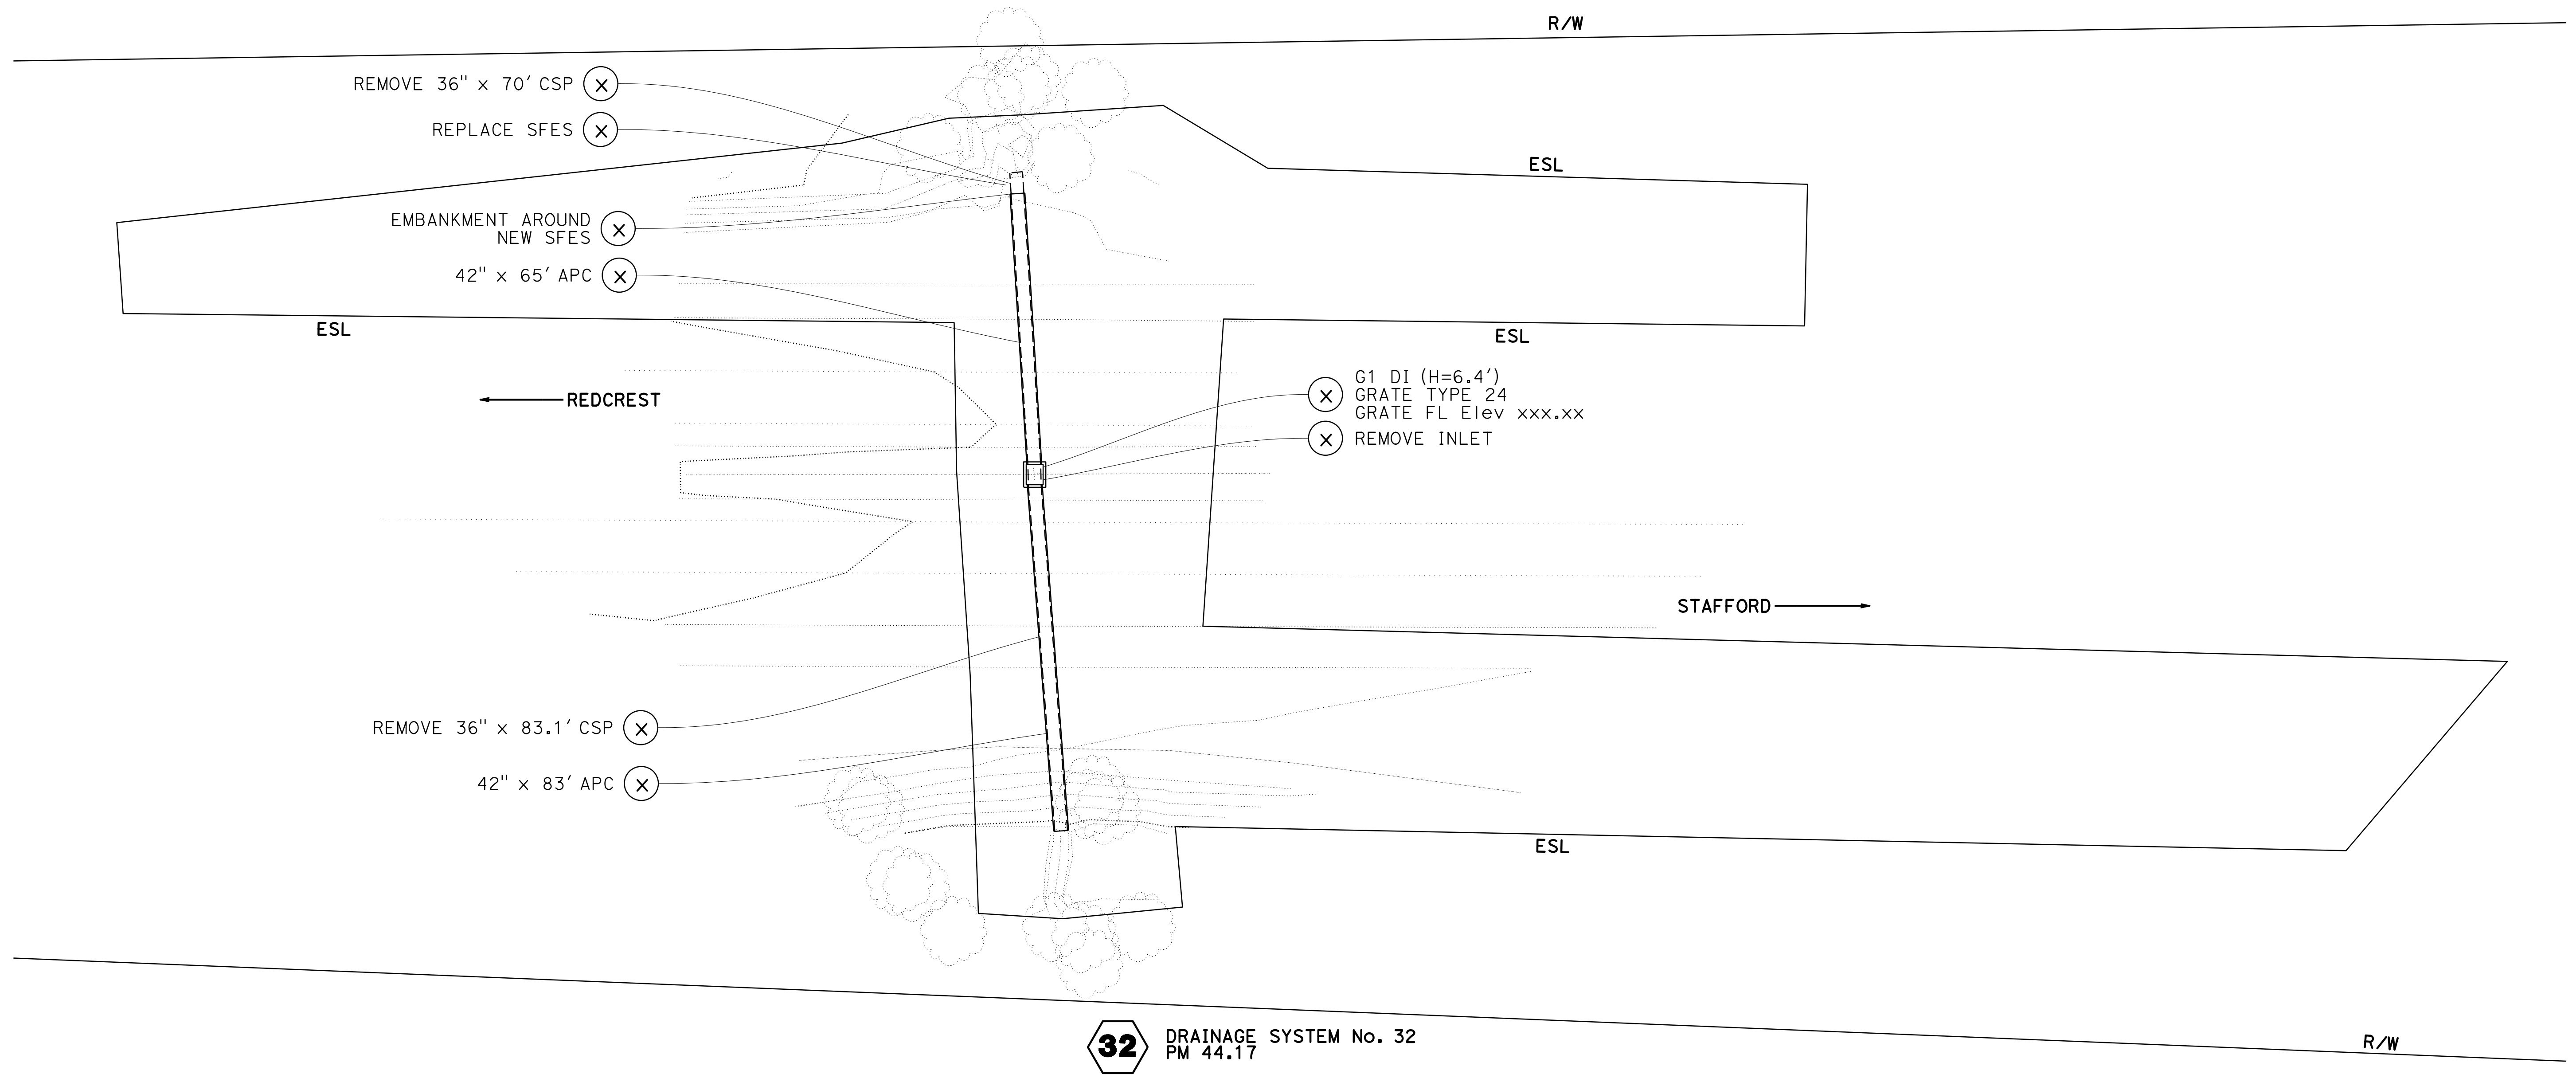 R/W
REMOVE 36" x 70' CSP X
REPLACE SFES X
ESL
EMBANKMENT AROUND
NEW SFES X
42" x 65' APC X
ESL
ESL
REDCREST
X G1 DI (H=6.4')
GRATE TYPE 24
GRATE FL Elev xxx.xx
X REMOVE INLET
STAFFORD
REMOVE 36" x 83.1' CSP X
42" x 83' APC X
ESL
32 DRAINAGE SYSTEM No. 32
PM 44.17
R/W